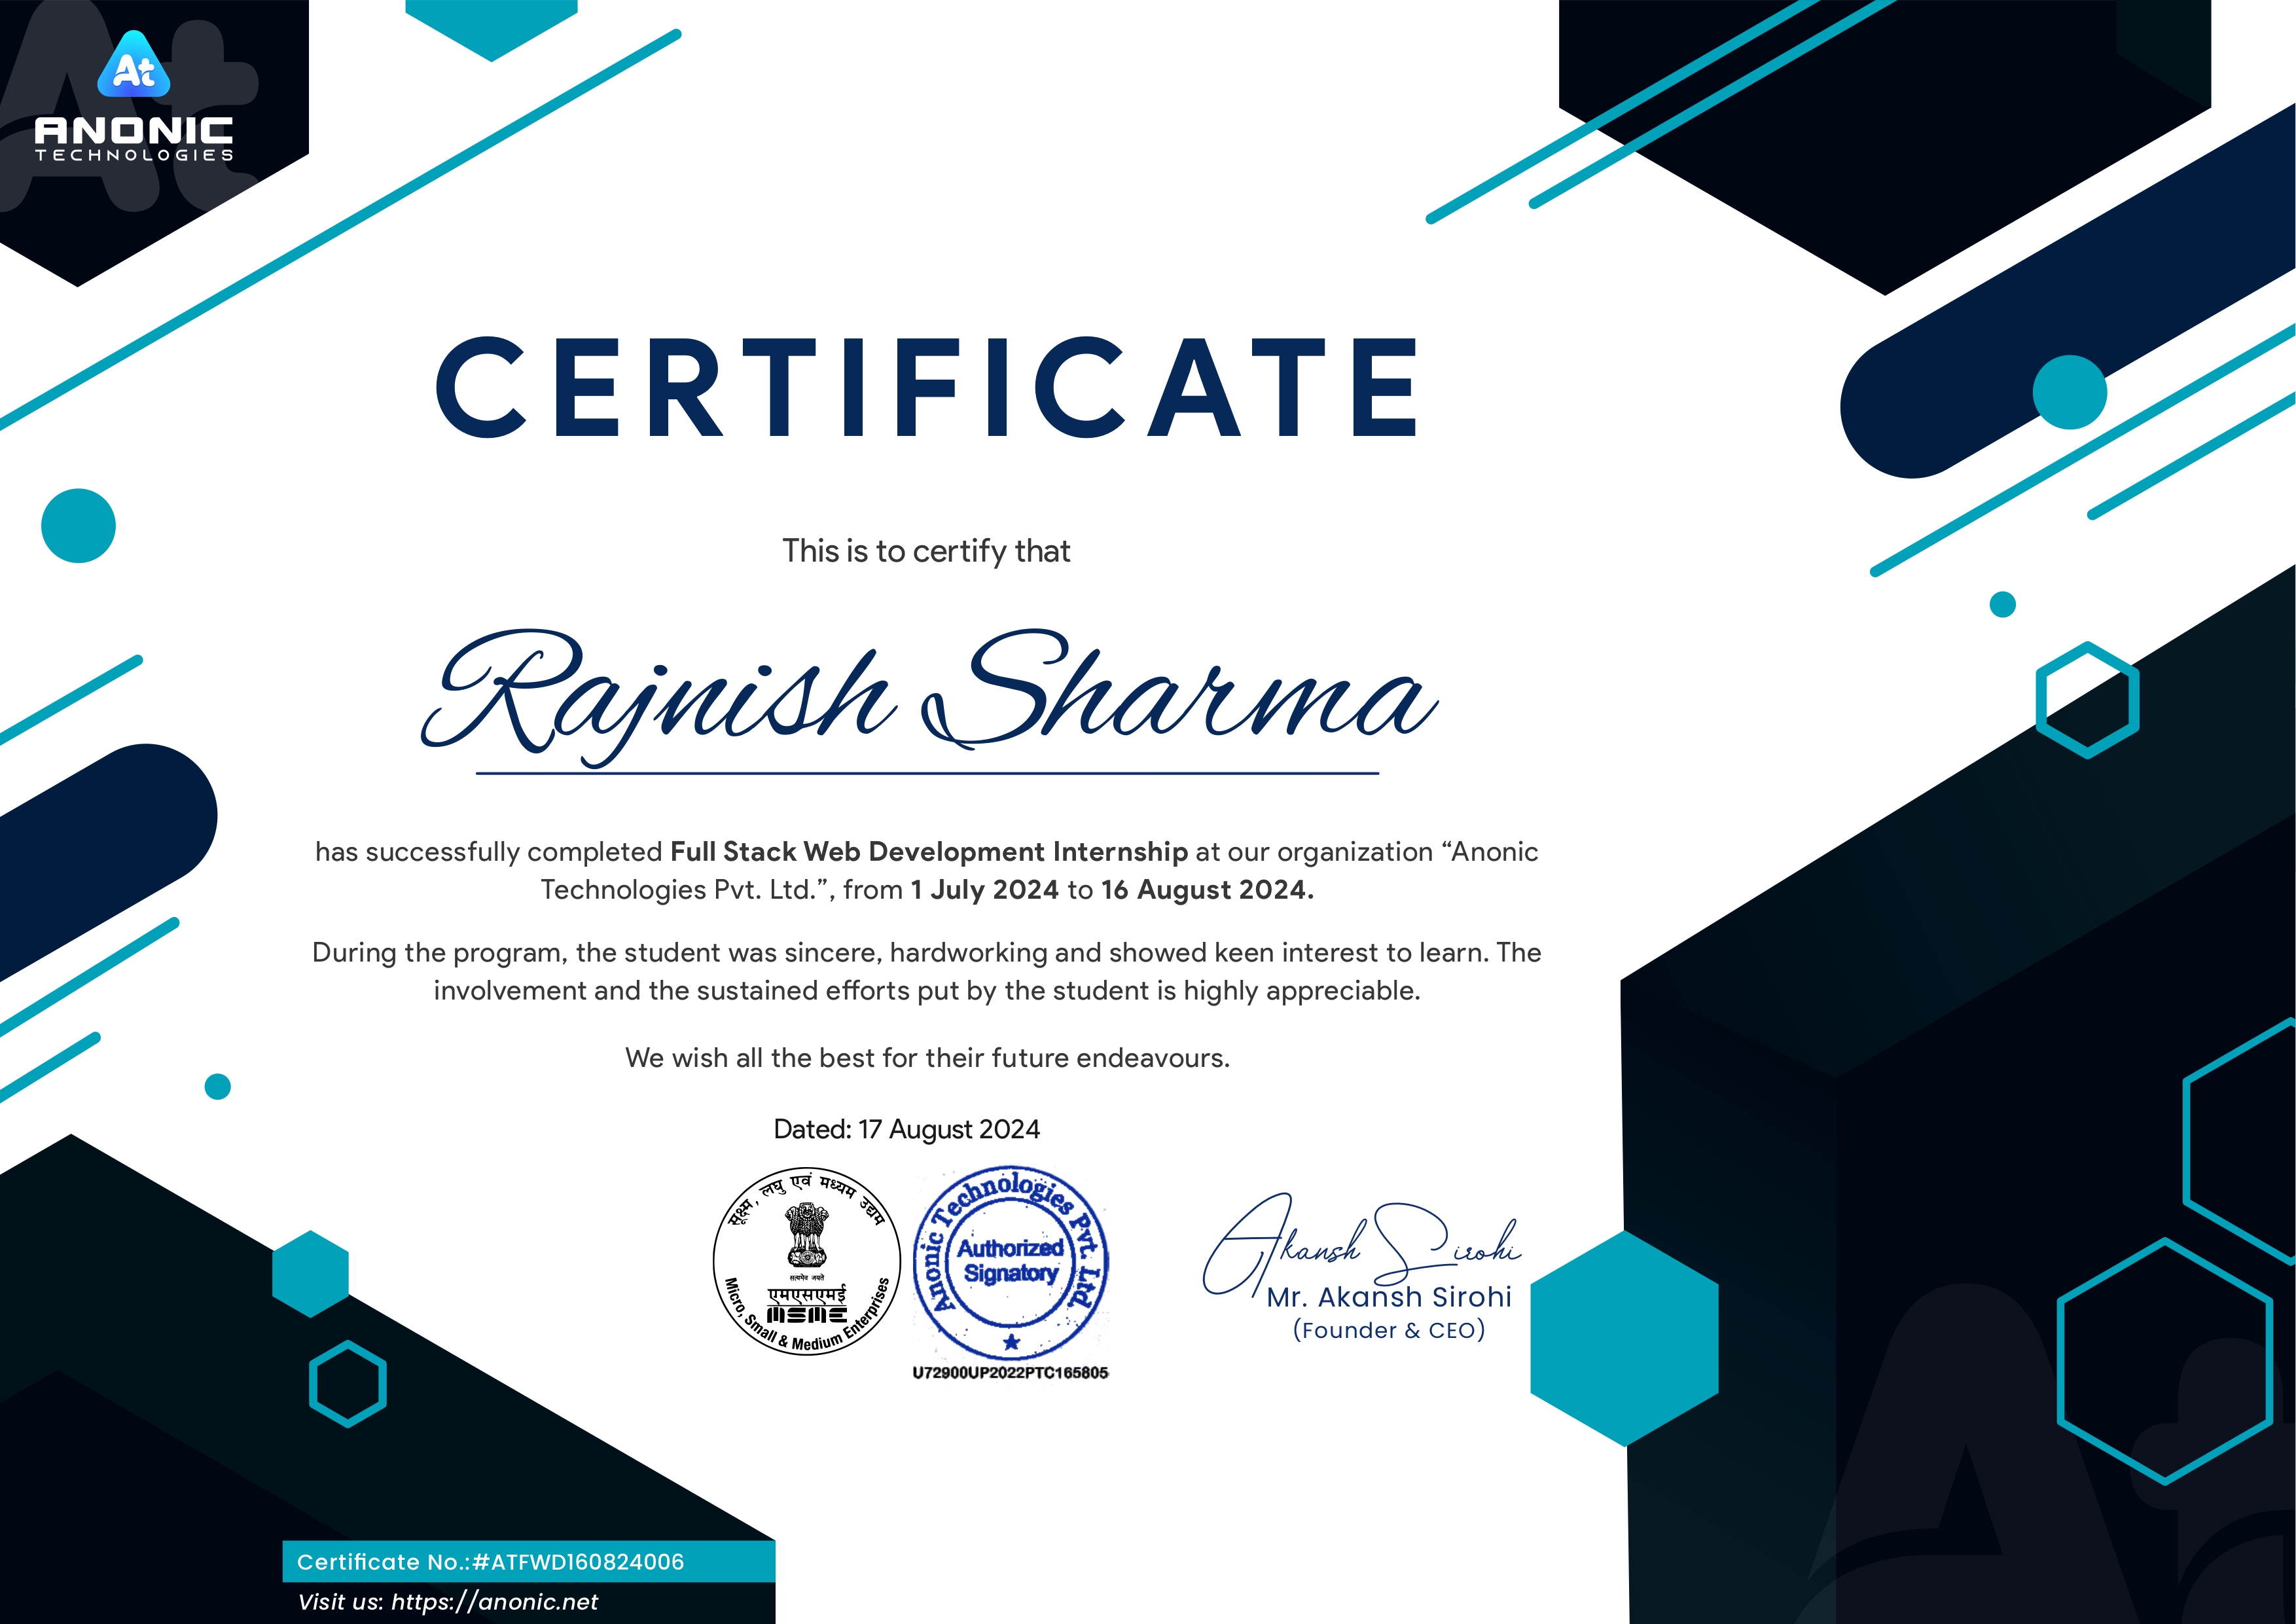 At
ANONIC
TECHNOLOGIES
CERTIFICATE
This is to certify that
Rajnish Sharma
has successfully completed Full Stack Web Development Internship at our organization “Anonic
Technologies Pvt. Ltd.”, from 1 July 2024 to 16 August 2024.
During the program, the student was sincere, hardworking and showed keen interest to learn. The
involvement and the sustained efforts put by the student is highly appreciable.
We wish all the best for their future endeavours.
Dated: 17 August 2024
सूक्ष्म, लघु एवं मध्यम उद्यम
सत्यमेव जयते
एमएसएमई
MSME
Micro, Small & Medium Enterprises
Anonic Technologies Pvt. Ltd.
Authorized
Signatory
U72900UP2022PTC165805
Akansh Sirohi
Mr. Akansh Sirohi
(Founder & CEO)
Certificate No.:#ATFWD160824006
Visit us: https://anonic.net